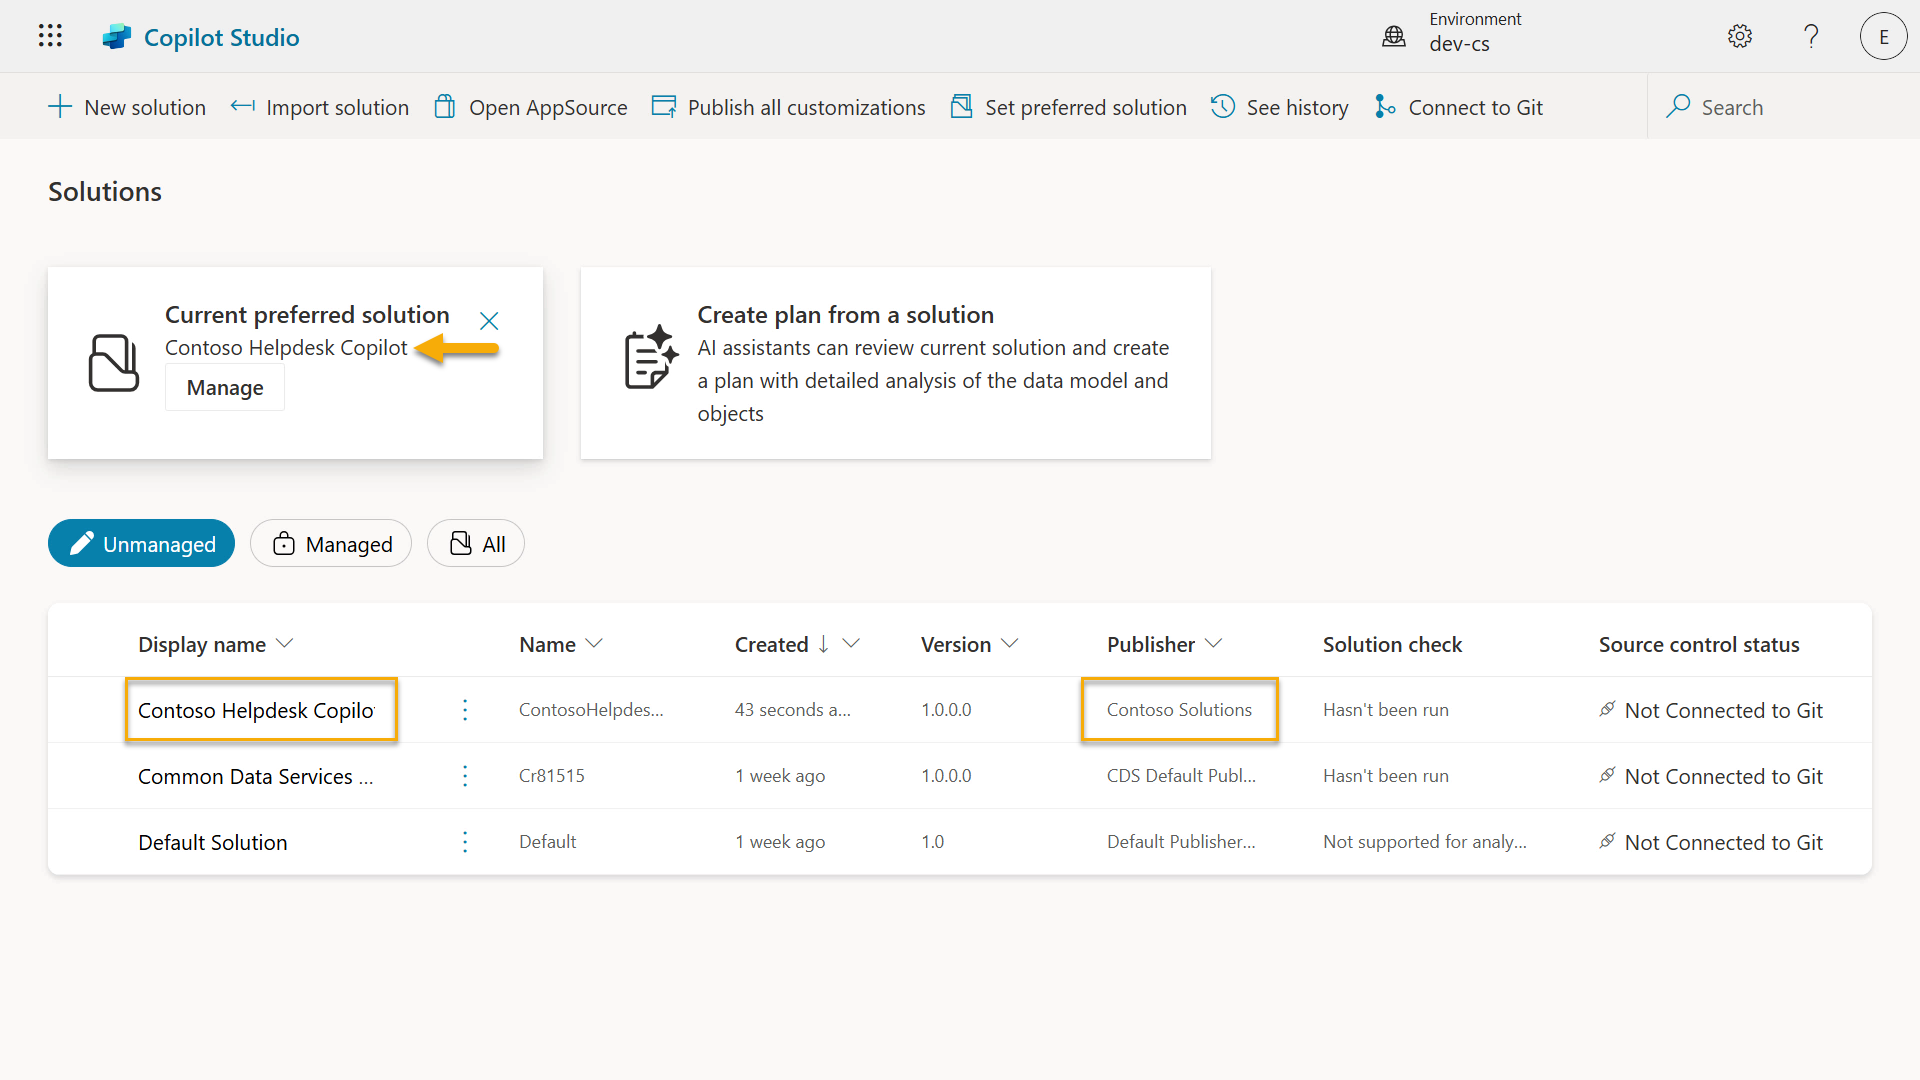 Copilot Studio
Environment
dev-cs
E
New solution
Import solution
Open AppSource
Publish all customizations
Set preferred solution
See history
Connect to Git
Search
Solutions
Current preferred solution
Contoso Helpdesk Copilot
Manage
Create plan from a solution
AI assistants can review current solution and create
a plan with detailed analysis of the data model and
objects
Unmanaged
Managed
All
Display name
Name
Created
Version
Publisher
Solution check
Source control status
Contoso Helpdesk Copilot
ContosoHelpdes...
43 seconds a...
1.0.0.0
Contoso Solutions
Hasn't been run
Not Connected to Git
Common Data Services ...
Cr81515
1 week ago
1.0.0.0
CDS Default Publ...
Hasn't been run
Not Connected to Git
Default Solution
Default
1 week ago
1.0
Default Publisher...
Not supported for analy...
Not Connected to Git